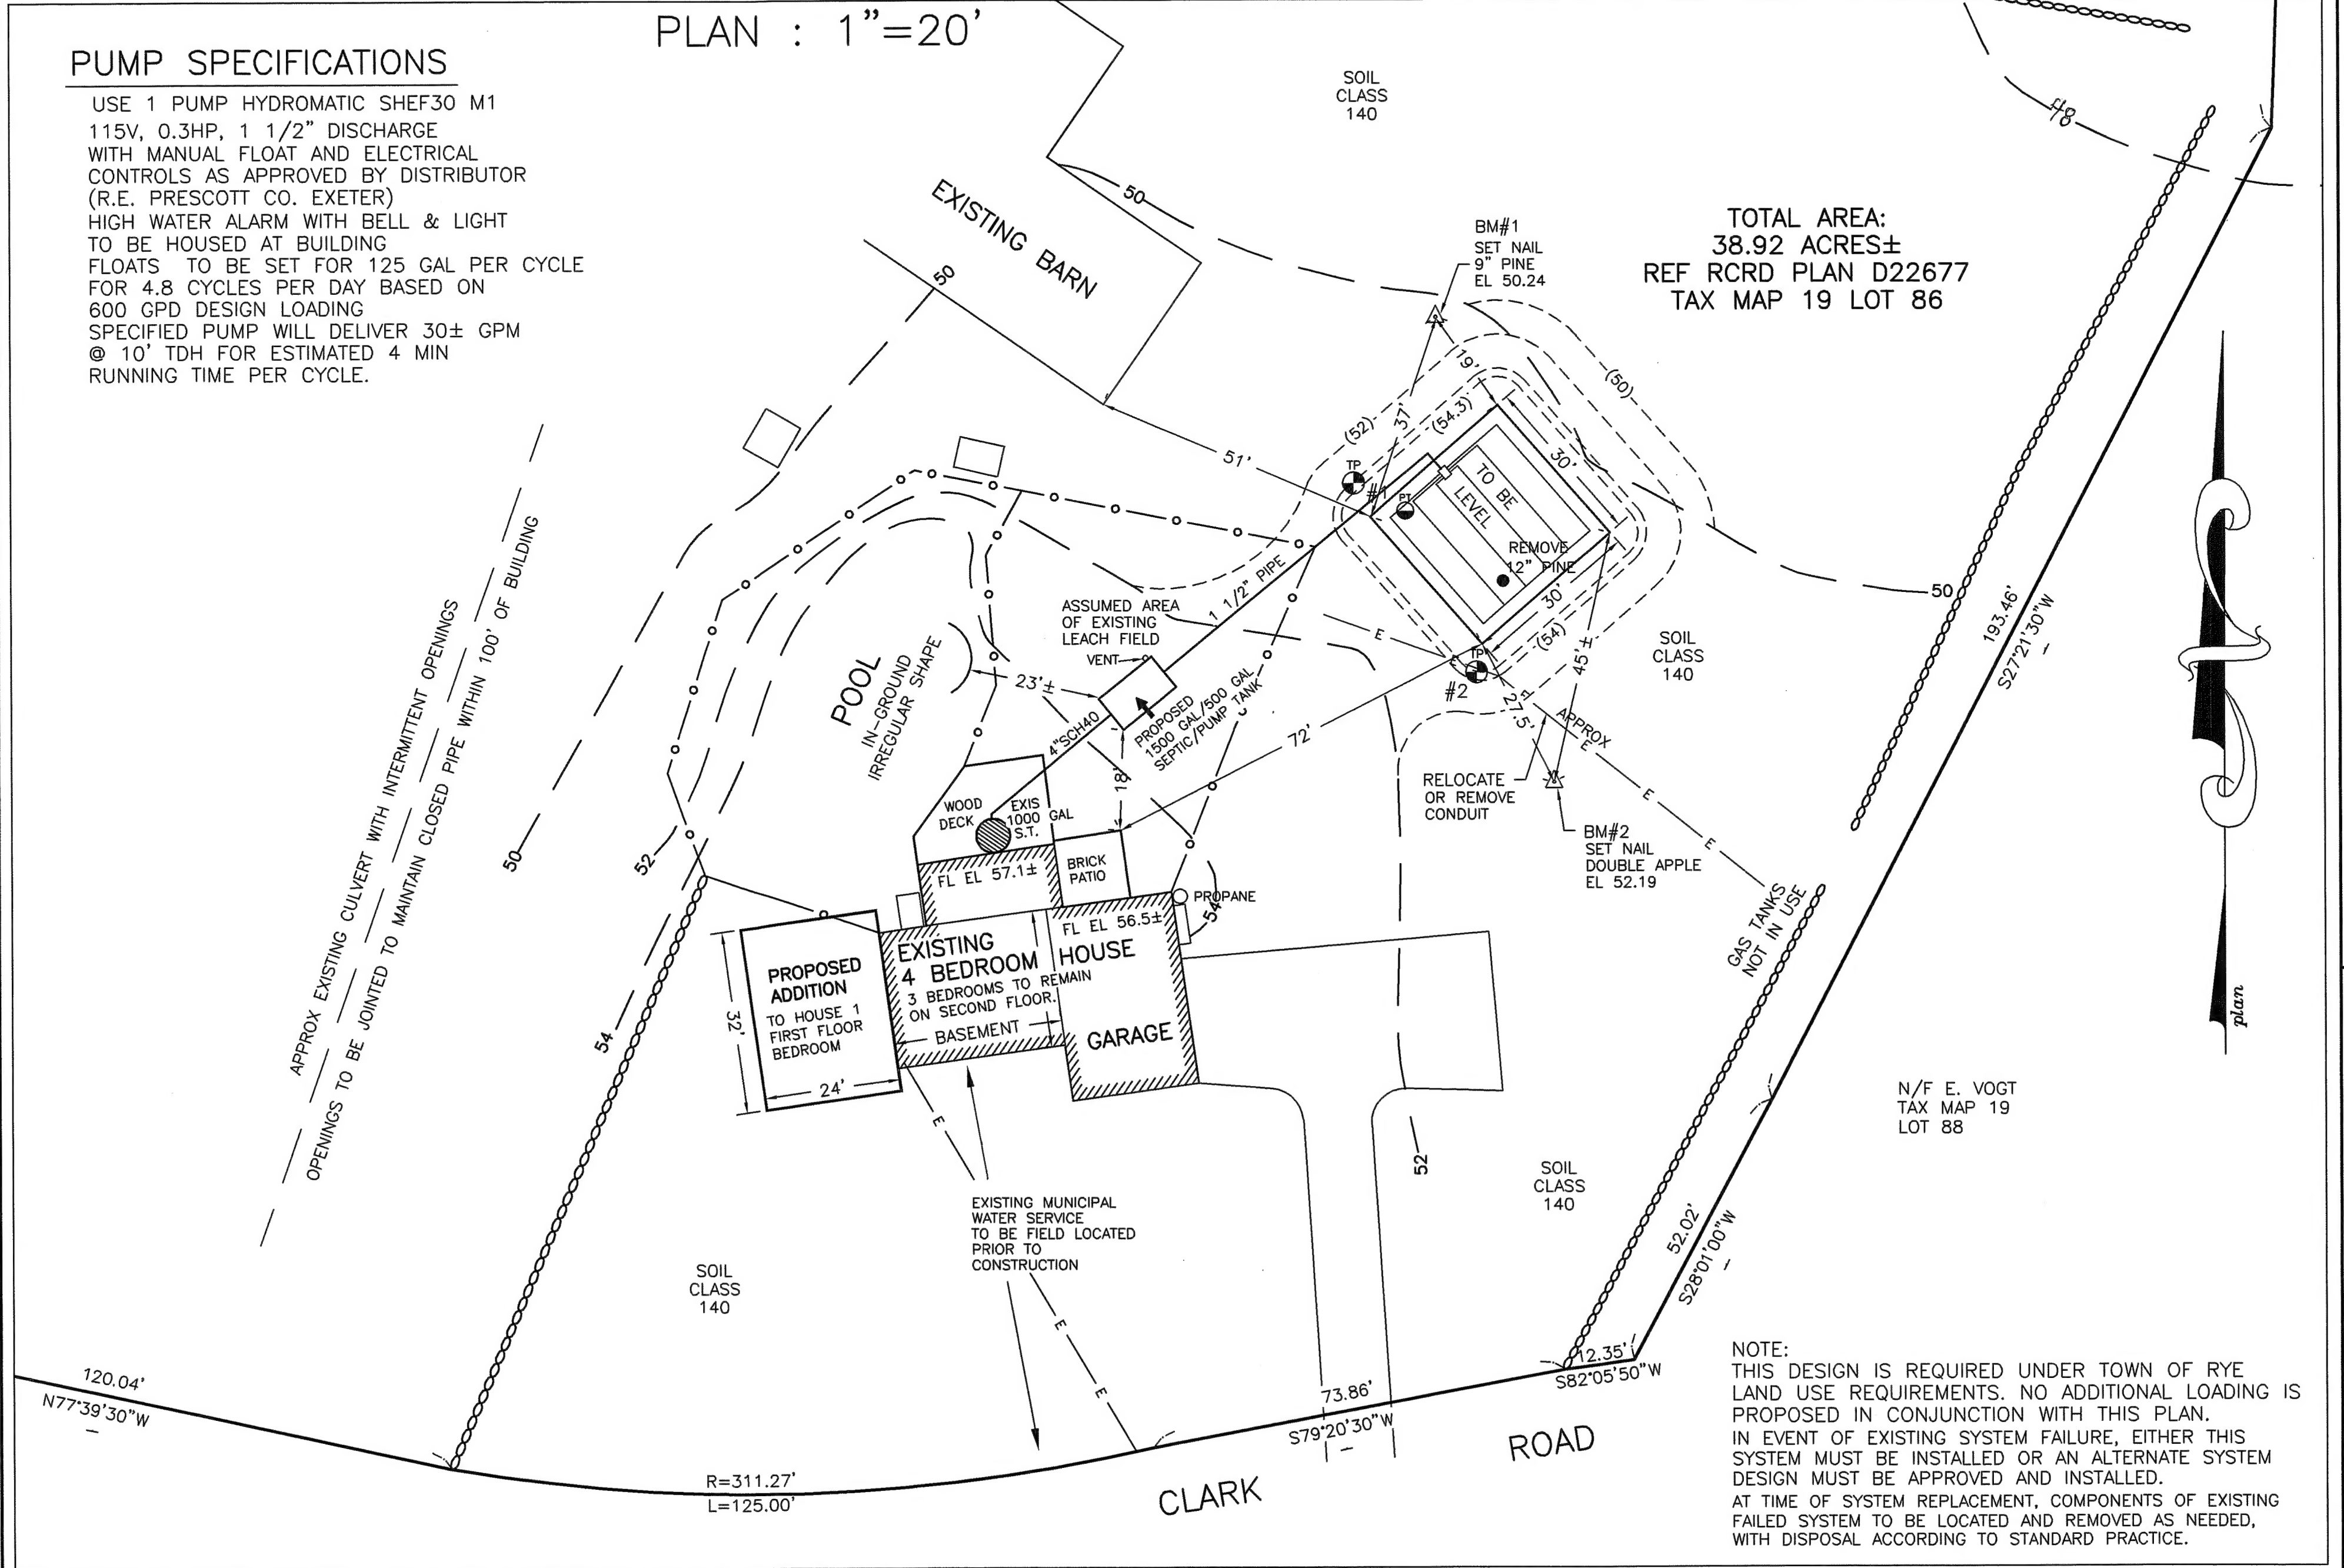 PLAN : 1"=20'
PUMP SPECIFICATIONS
USE 1 PUMP HYDROMATIC SHEF30 M1
115V, 0.3HP, 1 1/2" DISCHARGE
WITH MANUAL FLOAT AND ELECTRICAL
CONTROLS AS APPROVED BY DISTRIBUTOR
(R.E. PRESCOTT CO. EXETER)
HIGH WATER ALARM WITH BELL & LIGHT
TO BE HOUSED AT BUILDING
FLOATS TO BE SET FOR 125 GAL PER CYCLE
FOR 4.8 CYCLES PER DAY BASED ON
600 GPD DESIGN LOADING
SPECIFIED PUMP WILL DELIVER 30± GPM
@ 10' TDH FOR ESTIMATED 4 MIN
RUNNING TIME PER CYCLE.
SOIL
CLASS
140
48
50
EXISTING BARN
50
BM#1
SET NAIL
9" PINE
EL 50.24
TOTAL AREA:
38.92 ACRES±
REF RCRD PLAN D22677
TAX MAP 19 LOT 86
19'
37'
(50)
(52)
(54.3)
51'
30'
TP
#1
PT
TO BE
LEVEL
REMOVE
12" PINE
30'
(54)
50
193.46'
S27°21'30"W
SOIL
CLASS
140
1 1/2" PIPE
E
TP
#2
45'±
27.5'
APPROX
E
E
E
ASSUMED AREA
OF EXISTING
LEACH FIELD
VENT
POOL
IN-GROUND
IRREGULAR SHAPE
23'±
4"SCH40
PROPOSED
1500 GAL/500 GAL
SEPTIC/PUMP TANK
72'
18'
RELOCATE
OR REMOVE
CONDUIT
BM#2
SET NAIL
DOUBLE APPLE
EL 52.19
APPROX EXISTING CULVERT WITH INTERMITTENT OPENINGS
OPENINGS TO BE JOINTED TO MAINTAIN CLOSED PIPE WITHIN 100' OF BUILDING
50
52
54
WOOD
DECK
EXIS
1000 GAL
S.T.
FL EL 57.1±
BRICK
PATIO
PROPANE
54
FL EL 56.5±
GAS TANKS
NOT IN USE
PROPOSED
ADDITION
TO HOUSE 1
FIRST FLOOR
BEDROOM
32'
24'
EXISTING
4 BEDROOM HOUSE
3 BEDROOMS TO REMAIN
ON SECOND FLOOR.
BASEMENT
GARAGE
plan
N/F E. VOGT
TAX MAP 19
LOT 88
E
52
EXISTING MUNICIPAL
WATER SERVICE
TO BE FIELD LOCATED
PRIOR TO
CONSTRUCTION
E
E
SOIL
CLASS
140
SOIL
CLASS
140
52.02'
S28°01'00"W
12.35'
S82°05'50"W
73.86'
S79°20'30"W
120.04'
N77°39'30"W
R=311.27'
L=125.00'
CLARK ROAD
NOTE:
THIS DESIGN IS REQUIRED UNDER TOWN OF RYE
LAND USE REQUIREMENTS. NO ADDITIONAL LOADING IS
PROPOSED IN CONJUNCTION WITH THIS PLAN.
IN EVENT OF EXISTING SYSTEM FAILURE, EITHER THIS
SYSTEM MUST BE INSTALLED OR AN ALTERNATE SYSTEM
DESIGN MUST BE APPROVED AND INSTALLED.
AT TIME OF SYSTEM REPLACEMENT, COMPONENTS OF EXISTING
FAILED SYSTEM TO BE LOCATED AND REMOVED AS NEEDED,
WITH DISPOSAL ACCORDING TO STANDARD PRACTICE.